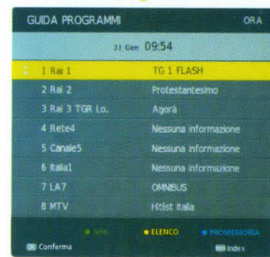 GUIDA PROGRAMMI ORA
31 Gen 09:54
1 Rai 1 TG 1 FLASH
2 Rai 2 Protestantesimo
3 Rai 3 TGR Lo.. Agorà
4 Rete4 Nessuna informazione
5 Canale5 Nessuna informazione
6 Italia1 Nessuna informazione
7 LA7 OMNIBUS
8 MTV Hitlist Italia
Info ELENCO PROMEMORIA
OK Conferma Index